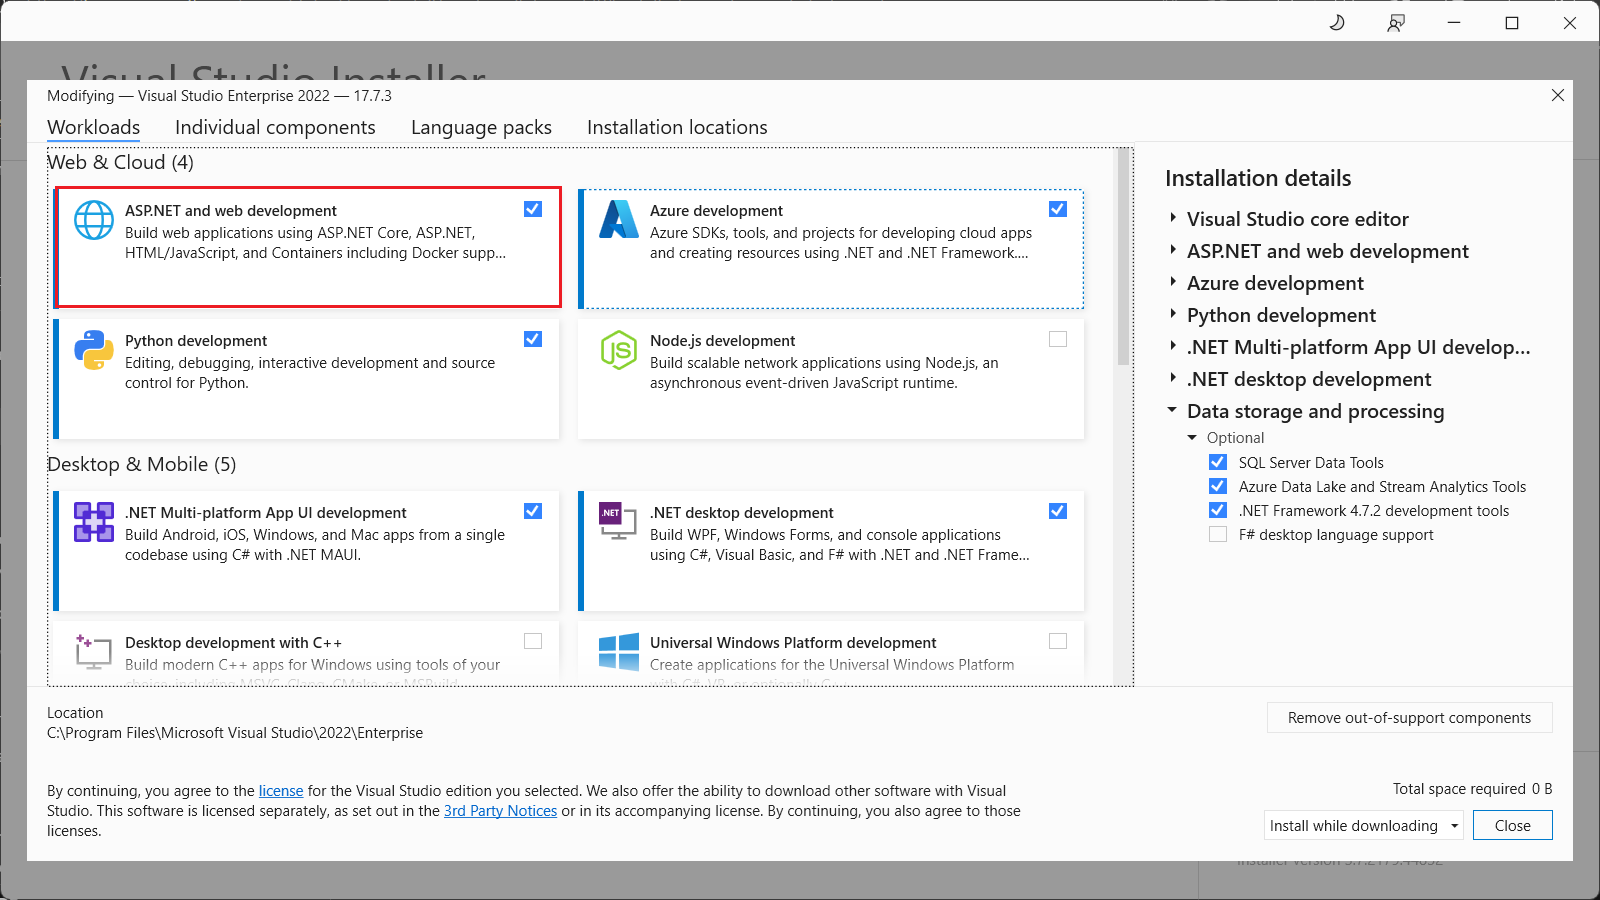 Visual Studio Installer
Modifying — Visual Studio Enterprise 2022 — 17.7.3
Workloads
Individual components
Language packs
Installation locations
Web & Cloud (4)
ASP.NET and web development
Build web applications using ASP.NET Core, ASP.NET,
HTML/JavaScript, and Containers including Docker supp...
Azure development
Azure SDKs, tools, and projects for developing cloud apps
and creating resources using .NET and .NET Framework....
Python development
Editing, debugging, interactive development and source
control for Python.
JS
Node.js development
Build scalable network applications using Node.js, an
asynchronous event-driven JavaScript runtime.
Desktop & Mobile (5)
.NET Multi-platform App UI development
Build Android, iOS, Windows, and Mac apps from a single
codebase using C# with .NET MAUI.
.NET
.NET desktop development
Build WPF, Windows Forms, and console applications
using C#, Visual Basic, and F# with .NET and .NET Frame...
Desktop development with C++
Build modern C++ apps for Windows using tools of your
choice, including MSVC, Clang, CMake, or MSBuild.
Universal Windows Platform development
Create applications for the Universal Windows Platform
with C#, VB, or optionally C++.
Installation details
Visual Studio core editor
ASP.NET and web development
Azure development
Python development
.NET Multi-platform App UI develop...
.NET desktop development
Data storage and processing
Optional
SQL Server Data Tools
Azure Data Lake and Stream Analytics Tools
.NET Framework 4.7.2 development tools
F# desktop language support
Location
C:\Program Files\Microsoft Visual Studio\2022\Enterprise
Remove out-of-support components
By continuing, you agree to the license for the Visual Studio edition you selected. We also offer the ability to download other software with Visual
Studio. This software is licensed separately, as set out in the 3rd Party Notices or in its accompanying license. By continuing, you also agree to those
licenses.
Total space required 0 B
Install while downloading
Close